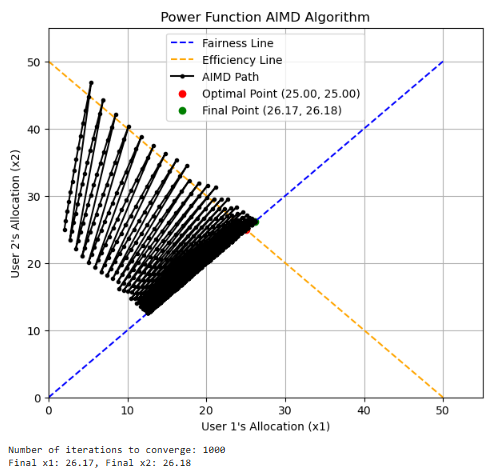 Power Function AIMD Algorithm
Fairness Line
Efficiency Line
AIMD Path
Optimal Point (25.00, 25.00)
Final Point (26.17, 26.18)
User 2's Allocation (x2)
50
40
30
20
10
0
0 10 20 30 40 50
User 1's Allocation (x1)
Number of iterations to converge: 1000
Final x1: 26.17, Final x2: 26.18